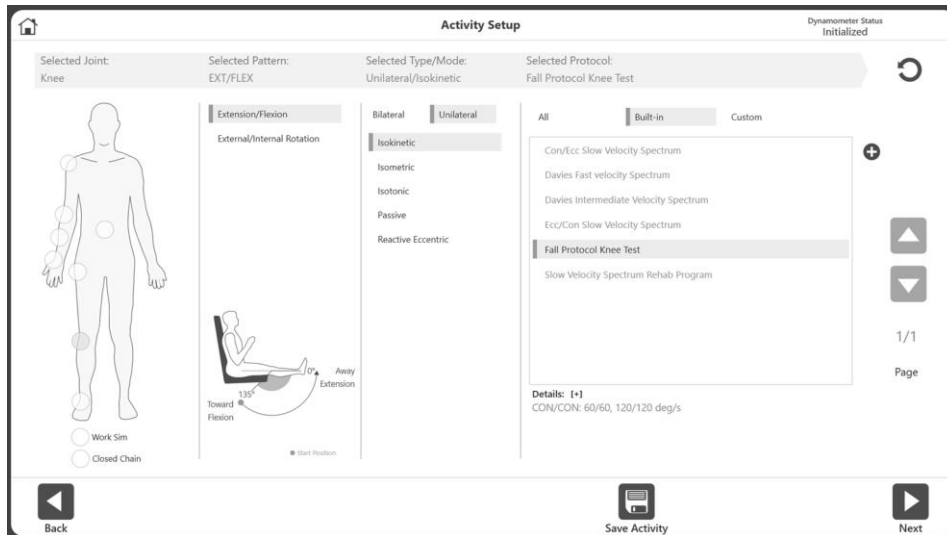 Activity Setup
Dynamometer Status
Initialized
Selected Joint:
Knee
Selected Pattern:
EXT/FLEX
Selected Type/Mode:
Unilateral/Isokinetic
Selected Protocol:
Fall Protocol Knee Test
Extension/Flexion
External/Internal Rotation
Bilateral
Unilateral
Isokinetic
Isometric
Isotonic
Passive
Reactive Eccentric
All
Built-in
Custom
Con/Ecc Slow Velocity Spectrum
Davies Fast velocity Spectrum
Davies Intermediate Velocity Spectrum
Ecc/Con Slow Velocity Spectrum
Fall Protocol Knee Test
Slow Velocity Spectrum Rehab Program
1/1
Page
0°
Away
Extension
135°
Toward
Flexion
Start Position
Details: [+]
CON/CON: 60/60, 120/120 deg/s
Work Sim
Closed Chain
Back
Save Activity
Next